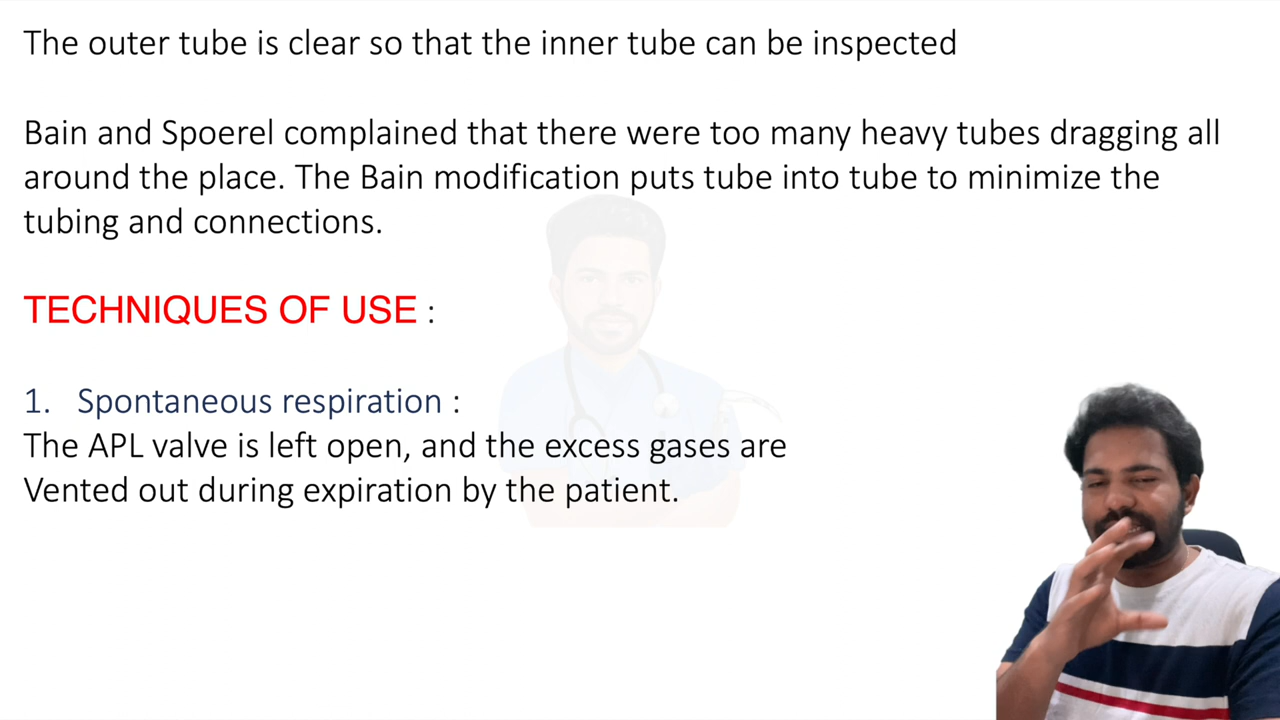 The outer tube is clear so that the inner tube can be inspected
Bain and Spoerel complained that there were too many heavy tubes dragging all
around the place. The Bain modification puts tube into tube to minimize the
tubing and connections.
TECHNIQUES OF USE :
1. Spontaneous respiration :
The APL valve is left open, and the excess gases are
Vented out during expiration by the patient.